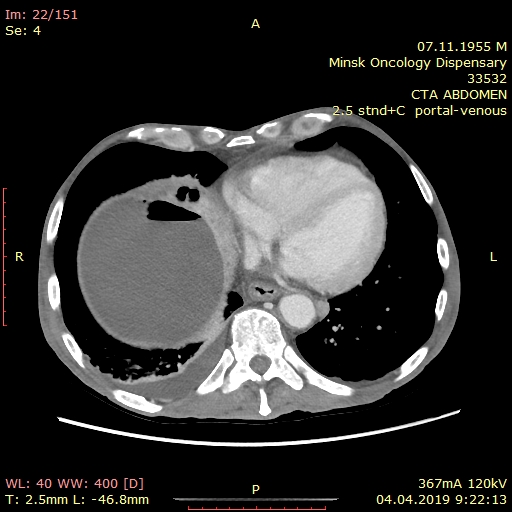 Im: 22/151
Se: 4
A
07.11.1955 M
Minsk Oncology Dispensary
33532
CTA ABDOMEN
2.5 stnd+C portal-venous
R
L
WL: 40 WW: 400 [D]
T: 2.5mm L: -46.8mm
P
367mA 120kV
04.04.2019 9:22:13